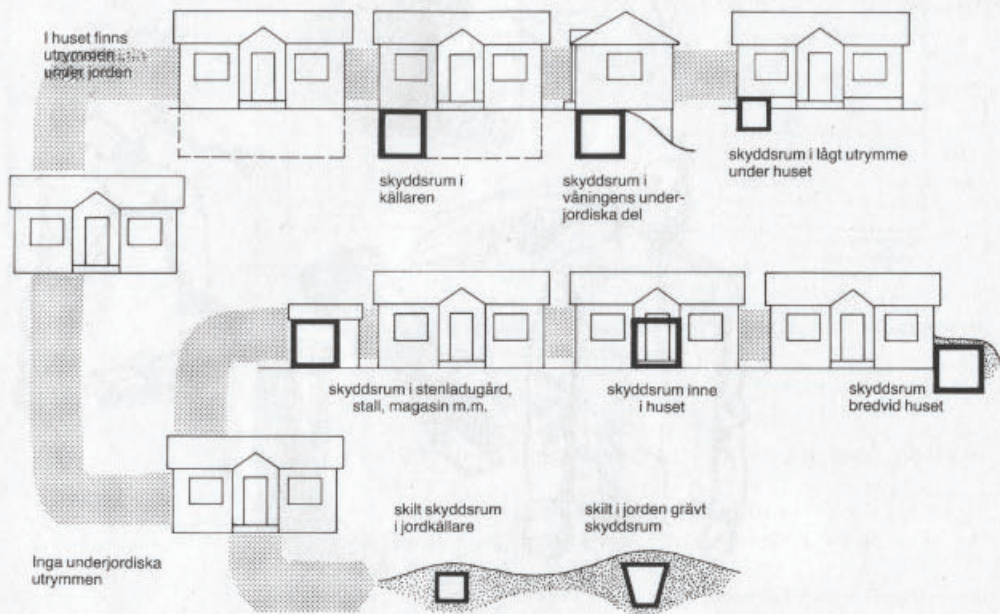 I huset finns
utrymmen
under jorden
skyddsrum i
källaren
skyddsrum i
våningens under-
jordiska del
skyddsrum i lågt utrymme
under huset
skyddsrum i stenladugård,
stall, magasin m.m.
skyddsrum inne
i huset
skyddsrum
bredvid huset
skilt skyddsrum
i jordkällare
skilt i jorden grävt
skyddsrum
Inga underjordiska
utrymmen